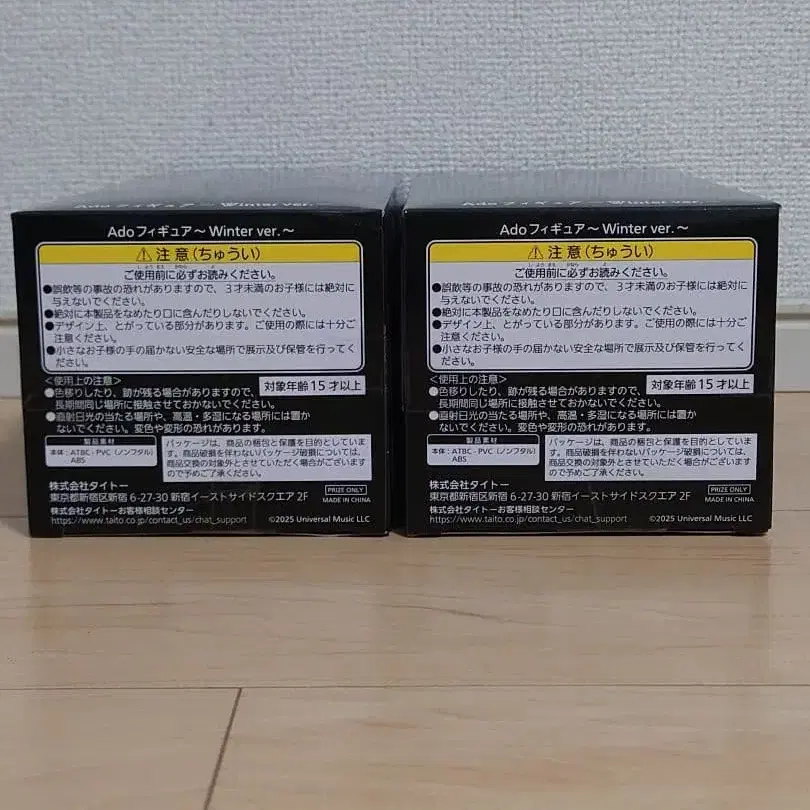 Adoフィギュア～Winter ver.～
Adoフィギュア～Winter ver.～
⚠注意(ちゅうい)
ご使用前に必ずお読みください。
●誤飲等の事故の恐れがありますので、3才未満のお子様には絶対に
与えないでください。
●絶対に本製品をなめたり口に含んだりしないでください。
●デザイン上、とがっている部分があります。ご使用の際には十分ご
注意ください。
●小さなお子様の手の届かない安全な場所で展示及び保管を行ってく
ださい。
<使用上の注意>
対象年齢15才以上
●色移りしたり、跡が残る場合がありますので、
長期間同じ場所に接触させておかないでください。
●直射日光の当たる場所や、高温・多湿になる場所には置か
ないでください。変色や変形の恐れがあります。
製品素材
本体:ATBC-PVC(ノンフタル)
ABS
パッケージは、商品の梱包と保護を目的としていま
す。商品破損を伴わないパッケージ破損については、
商品交換の対象外とさせていただく場合がございます
ので予めご了承ください。
株式会社タイトー
東京都新宿区新宿 6-27-30 新宿イーストサイドスクエア 2F
株式会社タイトーお客様相談センター
https://www.taito.co.jp/contact_us/chat_support
PRIZE ONLY
MADE IN CHINA
©2025 Universal Music LLC
Adoフィギュア～Winter ver.～
Adoフィギュア～Winter ver.～
⚠注意(ちゅうい)
ご使用前に必ずお読みください。
●誤飲等の事故の恐れがありますので、3才未満のお子様には絶対に
与えないでください。
●絶対に本製品をなめたり口に含んだりしないでください。
●デザイン上、とがっている部分があります。ご使用の際には十分ご
注意ください。
●小さなお子様の手の届かない安全な場所で展示及び保管を行ってく
ださい。
<使用上の注意>
対象年齢15才以上
●色移りしたり、跡が残る場合がありますので、
長期間同じ場所に接触させておかないでください。
●直射日光の当たる場所や、高温・多湿になる場所には置か
ないでください。変色や変形の恐れがあります。
製品素材
本体:ATBC-PVC(ノンフタル)
ABS
パッケージは、商品の梱包と保護を目的としていま
す。商品破損を伴わないパッケージ破損については、
商品交換の対象外とさせていただく場合がございます
ので予めご了承ください。
株式会社タイトー
東京都新宿区新宿 6-27-30 新宿イーストサイドスクエア 2F
株式会社タイトーお客様相談センター
https://www.taito.co.jp/contact_us/chat_support
PRIZE ONLY
MADE IN CHINA
©2025 Universal Music LLC